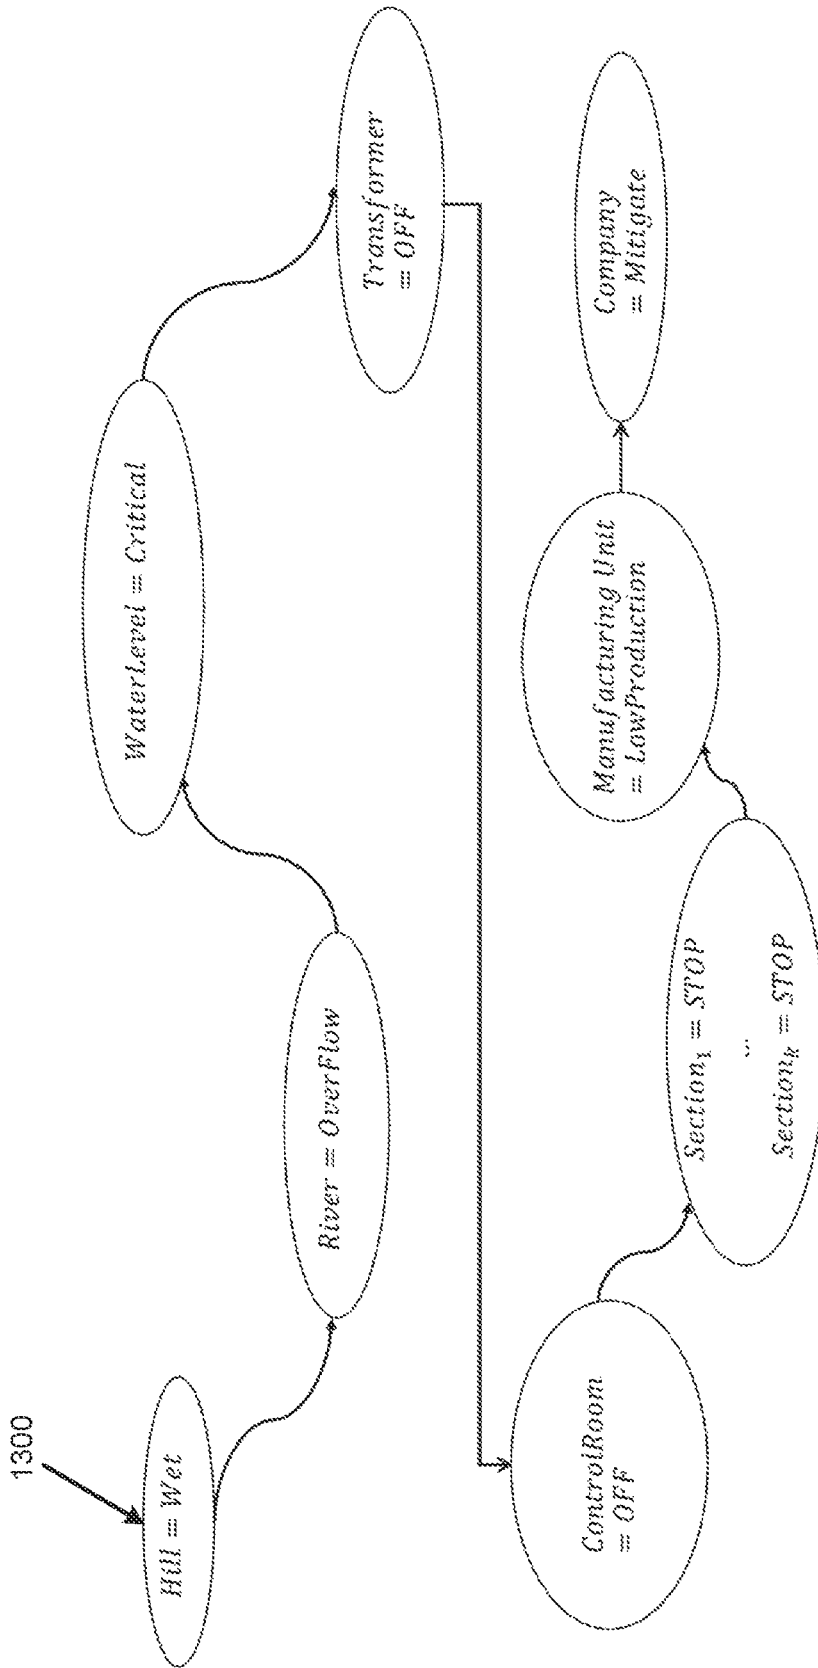 1300
Hill = Wet
River = OverFlow
WaterLevel = Critical
Transformer
= OFF
ControlRoom
= OFF
Section₁ = STOP
...
Sectionₖ = STOP
Manufacturing Unit
= LowProduction
Company
= Mitigate